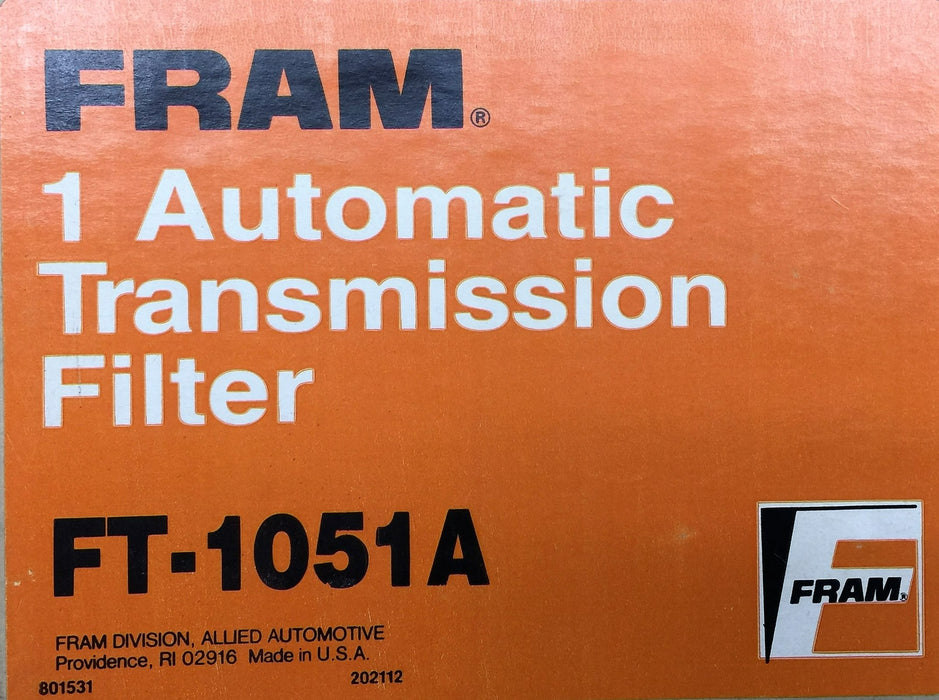 FRAM®
1 Automatic
Transmission
Filter
FT-1051A
FRAM®
FRAM DIVISION, ALLIED AUTOMOTIVE
Providence, RI 02916 Made in U.S.A.
801531 202112